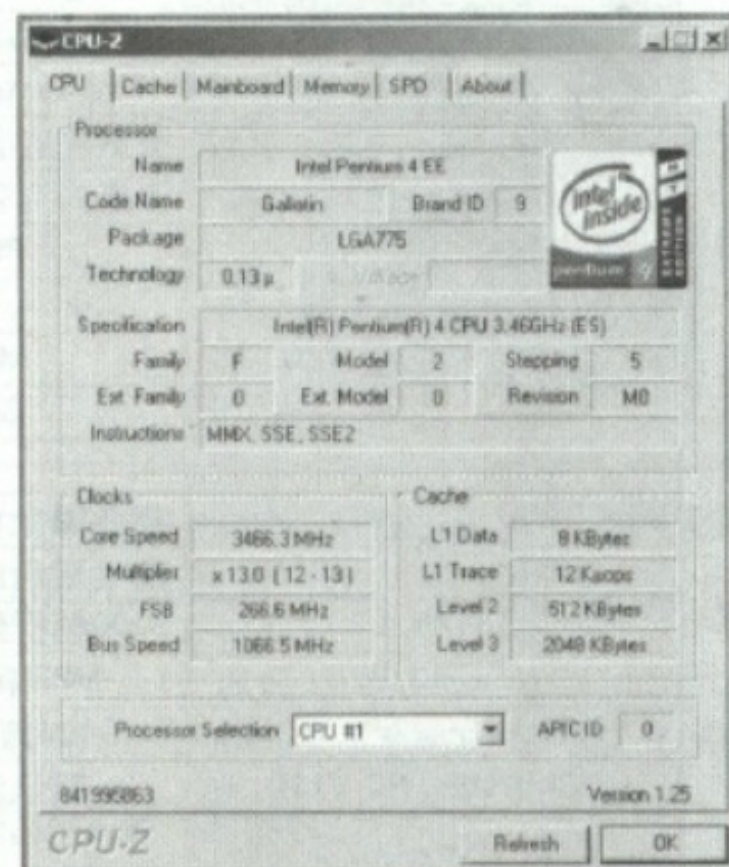 CPU-Z
CPU Cache Mainboard Memory SPD About
Processor
Name Intel Pentium 4 EE
Code Name Gallatin Brand ID 9
Package LGA775
Technology 0.13 µ Voltage
intel inside
pentium 4
EXTREME EDITION
Specification Intel(R) Pentium(R) 4 CPU 3.46GHz (ES)
Family F Model 2 Stepping 5
Ext. Family 0 Ext. Model 0 Revision M0
Instructions MMX, SSE, SSE2
Clocks
Core Speed 3466.3 MHz
Multiplier x 13.0 ( 12 - 13 )
FSB 266.6 MHz
Bus Speed 1066.5 MHz
Cache
L1 Data 8 KBytes
L1 Trace 12 Kuops
Level 2 512 KBytes
Level 3 2048 KBytes
Processor Selection CPU #1 APIC ID 0
841995863 Version 1.25
CPU-Z Refresh OK